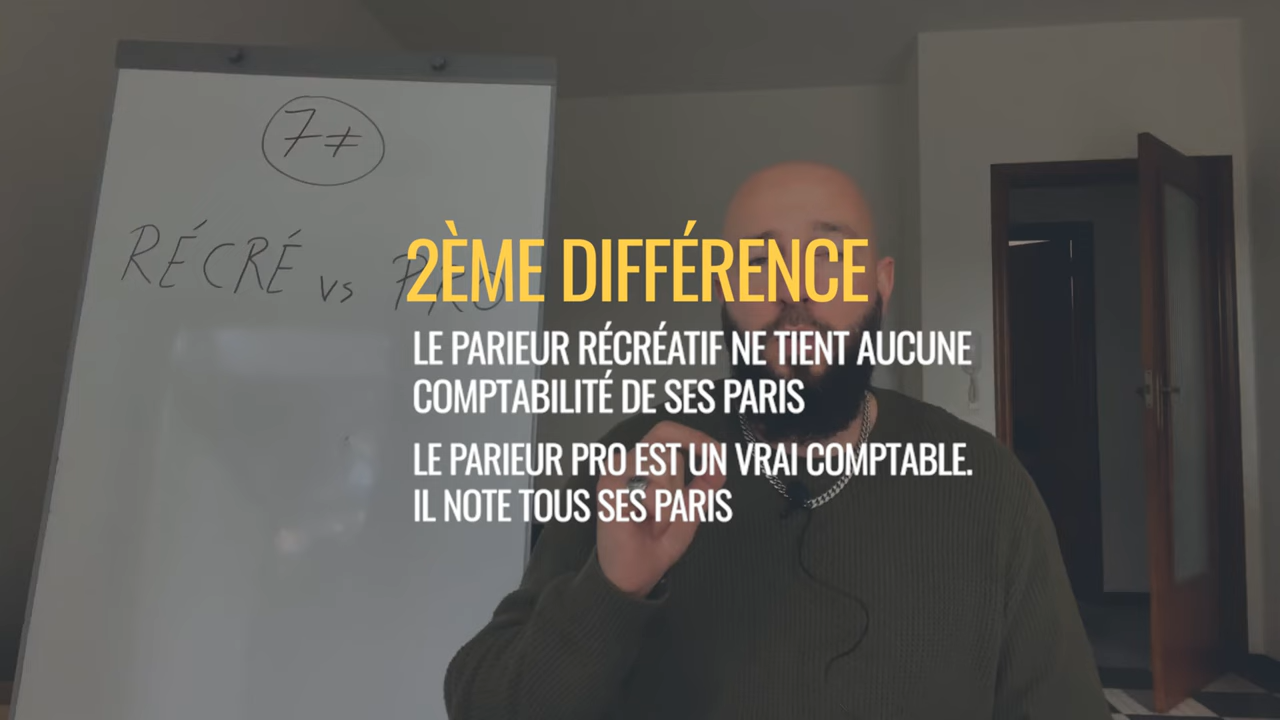 7≠
RÉCRÉ vs PRO
2ÈME DIFFÉRENCE
LE PARIEUR RÉCRÉATIF NE TIENT AUCUNE
COMPTABILITÉ DE SES PARIS
LE PARIEUR PRO EST UN VRAI COMPTABLE.
IL NOTE TOUS SES PARIS